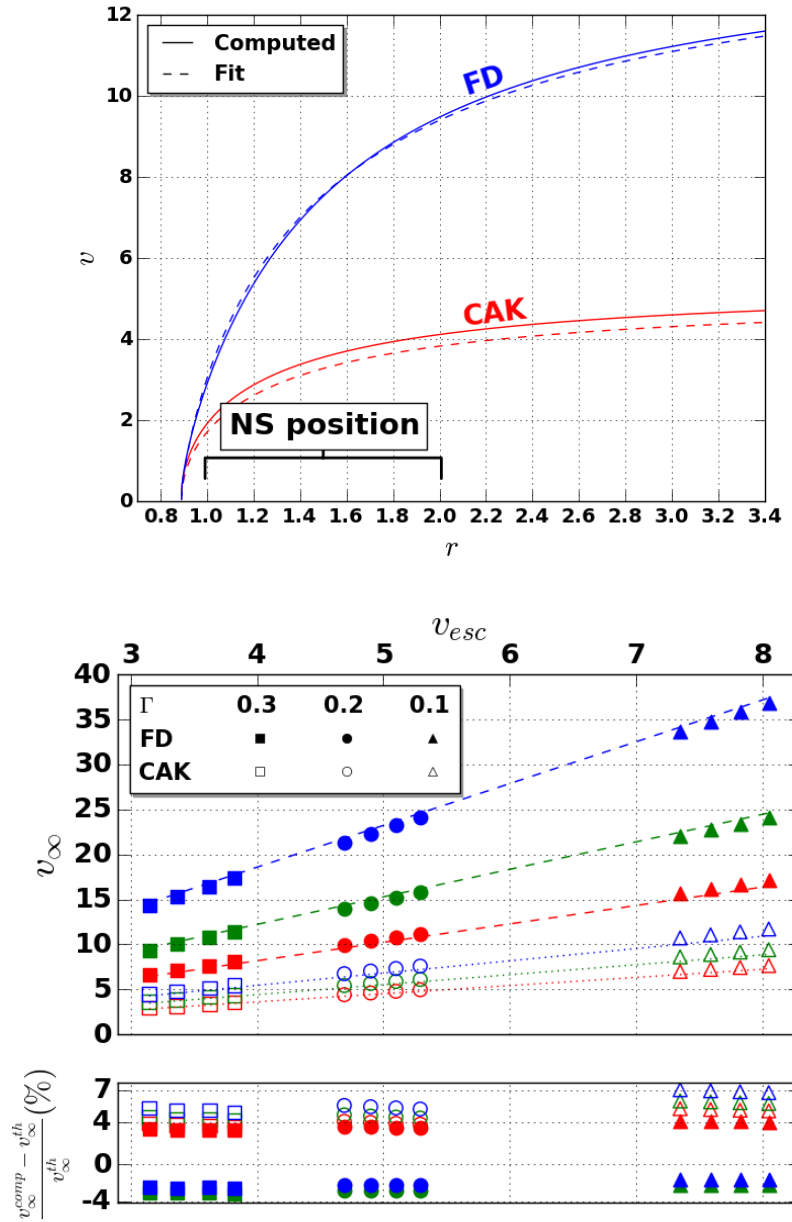 12
10
8
6
4
2
0
v
Computed
Fit
FD
CAK
NS position
0.8 1.0 1.2 1.4 1.6 1.8 2.0 2.2 2.4 2.6 2.8 3.0 3.2 3.4
r
v_{esc}
3 4 5 6 7 8
40
35
30
25
20
15
10
5
0
v_∞
Γ 0.3 0.2 0.1
FD
CAK
7
4
0
-4
\frac{v_∞^{comp} - v_∞^{th}}{v_∞^{th}} (%)